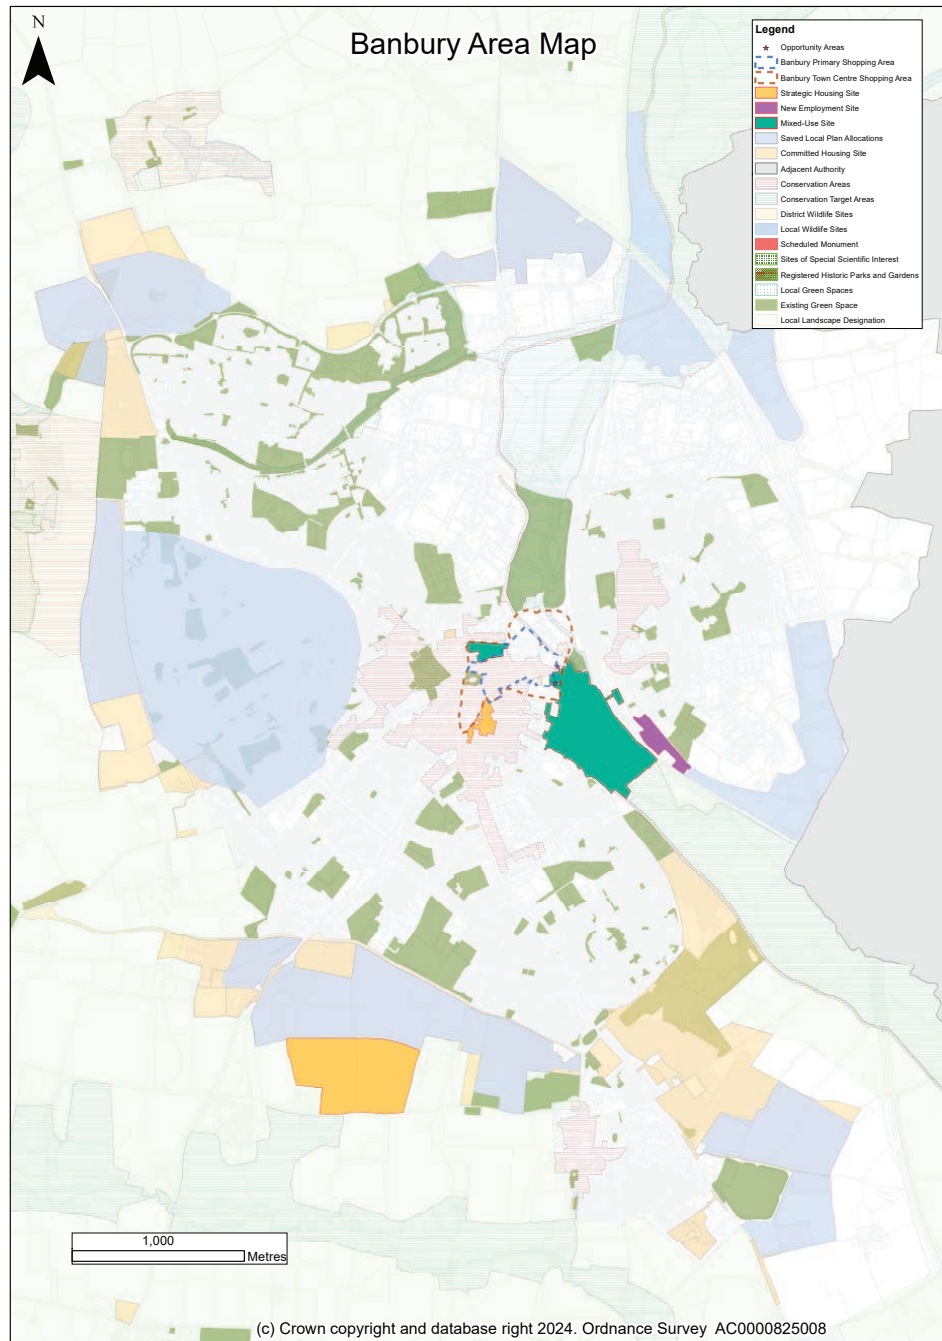 Banbury Area Map
N
Legend
Opportunity Areas
Banbury Primary Shopping Area
Banbury Town Centre Shopping Area
Strategic Housing Site
New Employment Site
Mixed-Use Site
Saved Local Plan Allocations
Committed Housing Site
Adjacent Authority
Conservation Areas
Conservation Target Areas
District Wildlife Sites
Local Wildlife Sites
Scheduled Monument
Sites of Special Scientific Interest
Registered Historic Parks and Gardens
Local Green Spaces
Existing Green Space
Local Landscape Designation
1,000
Metres
(c) Crown copyright and database right 2024. Ordnance Survey AC0000825008